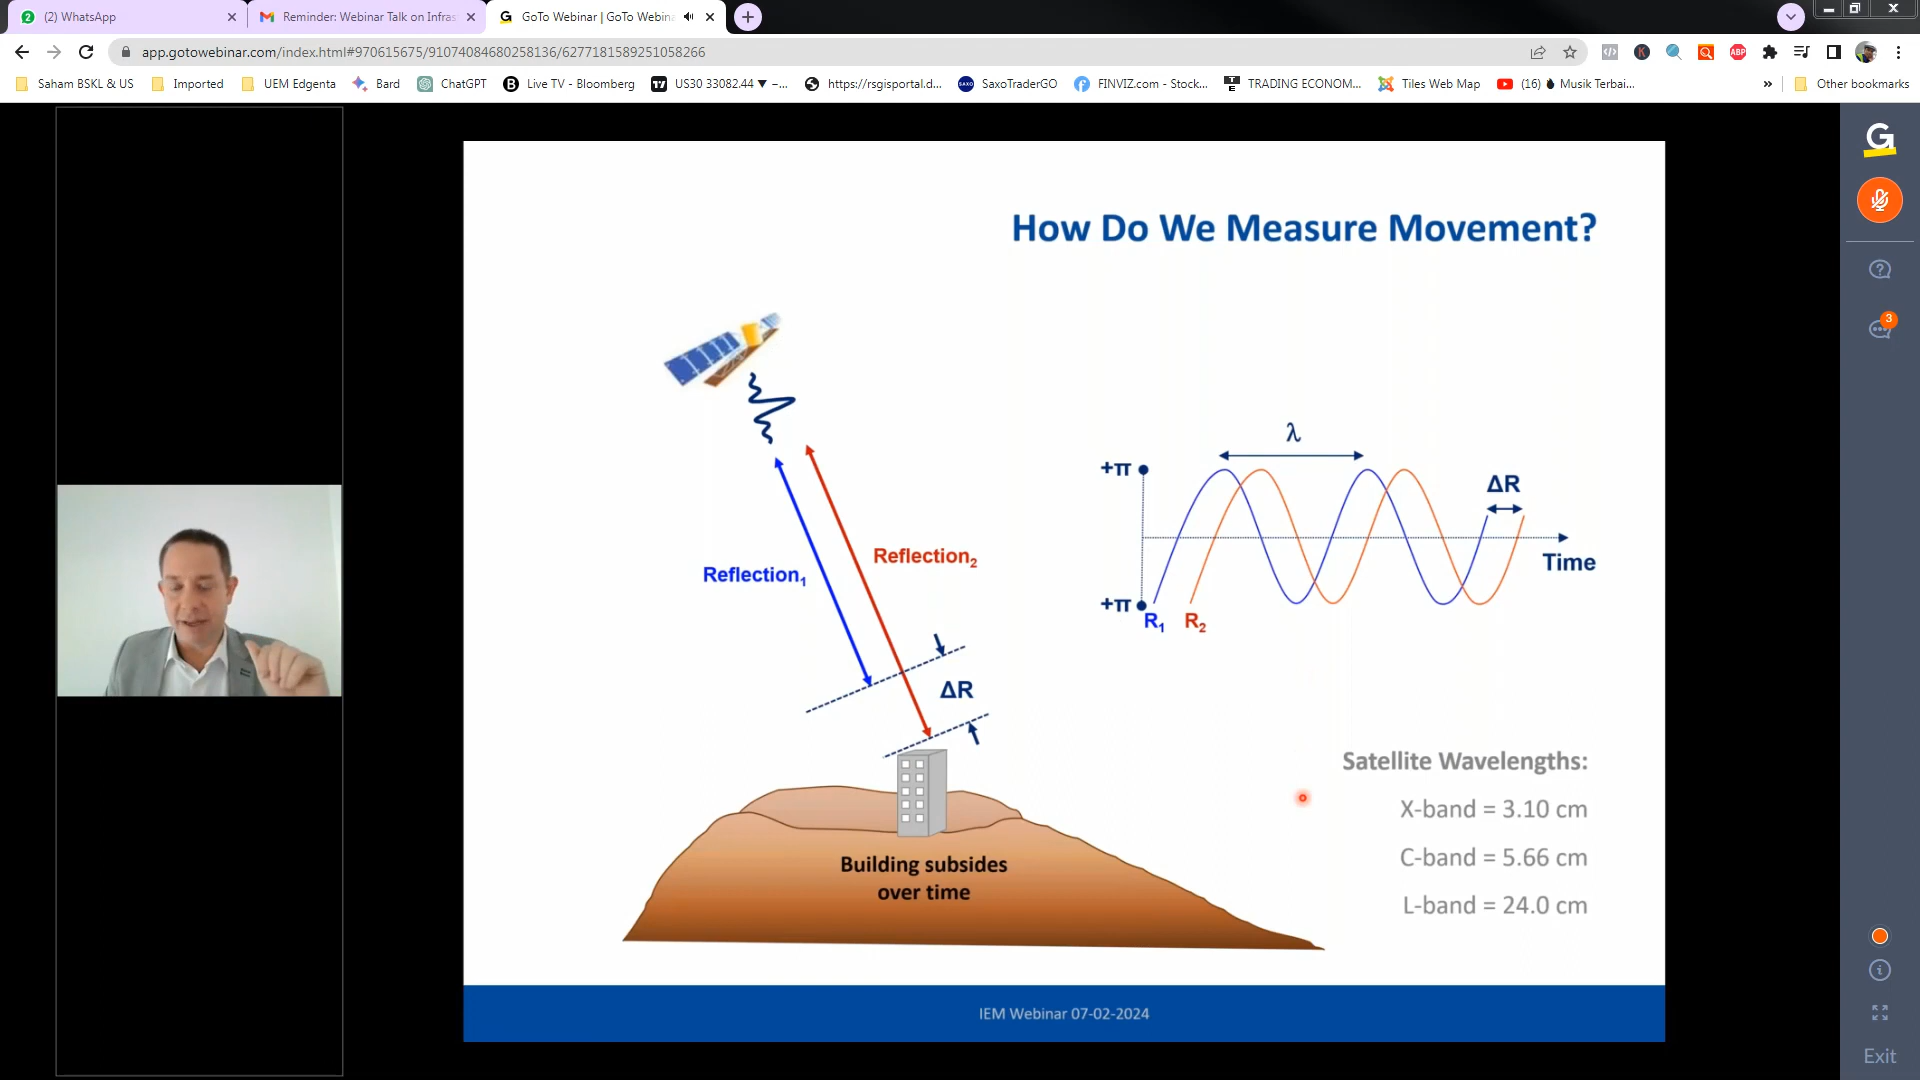 (2) WhatsApp
Reminder: Webinar Talk on Infras
GoTo Webinar | GoTo Webina
app.gotowebinar.com/index.html#970615675/91074084680258136/6277181589251058266
Saham BSKL & US
Imported
UEM Edgenta
Bard
ChatGPT
Live TV - Bloomberg
US30 33082.44 ▼ −...
https://rsgisportal.d...
SaxoTraderGO
FINVIZ.com - Stock...
TRADING ECONOM...
Tiles Web Map
(16) Musik Terbai...
»
Other bookmarks
How Do We Measure Movement?
λ
+π
ΔR
Time
+π
R₁
R₂
Reflection₁
Reflection₂
ΔR
Building subsides
over time
Satellite Wavelengths:
X-band = 3.10 cm
C-band = 5.66 cm
L-band = 24.0 cm
IEM Webinar 07-02-2024
G
3
Exit